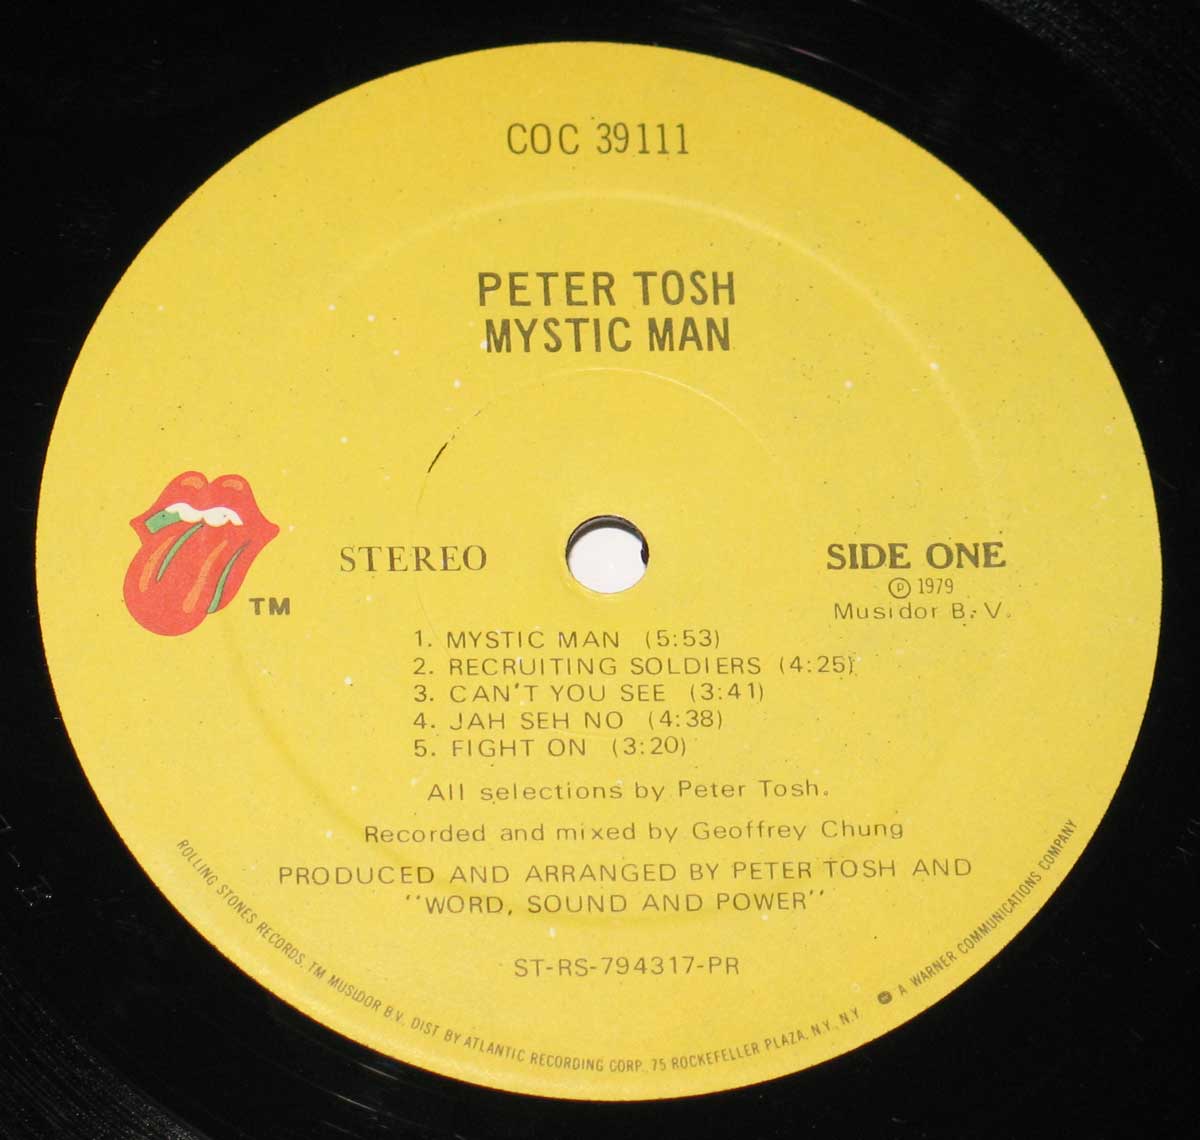 COC 39111
PETER TOSH
MYSTIC MAN
TM
STEREO
SIDE ONE
Ⓟ 1979
Musidor B. V.
1. MYSTIC MAN (5:53)
2. RECRUITING SOLDIERS (4:25)
3. CAN'T YOU SEE (3:41)
4. JAH SEH NO (4:38)
5. FIGHT ON (3:20)
All selections by Peter Tosh.
Recorded and mixed by Geoffrey Chung
PRODUCED AND ARRANGED BY PETER TOSH AND
"WORD, SOUND AND POWER"
ST-RS-794317-PR
ROLLING STONES RECORDS, TM MUSIDOR B.V. DIST BY ATLANTIC RECORDING CORP. 75 ROCKEFELLER PLAZA, N.Y., N.Y. A WARNER COMMUNICATIONS COMPANY